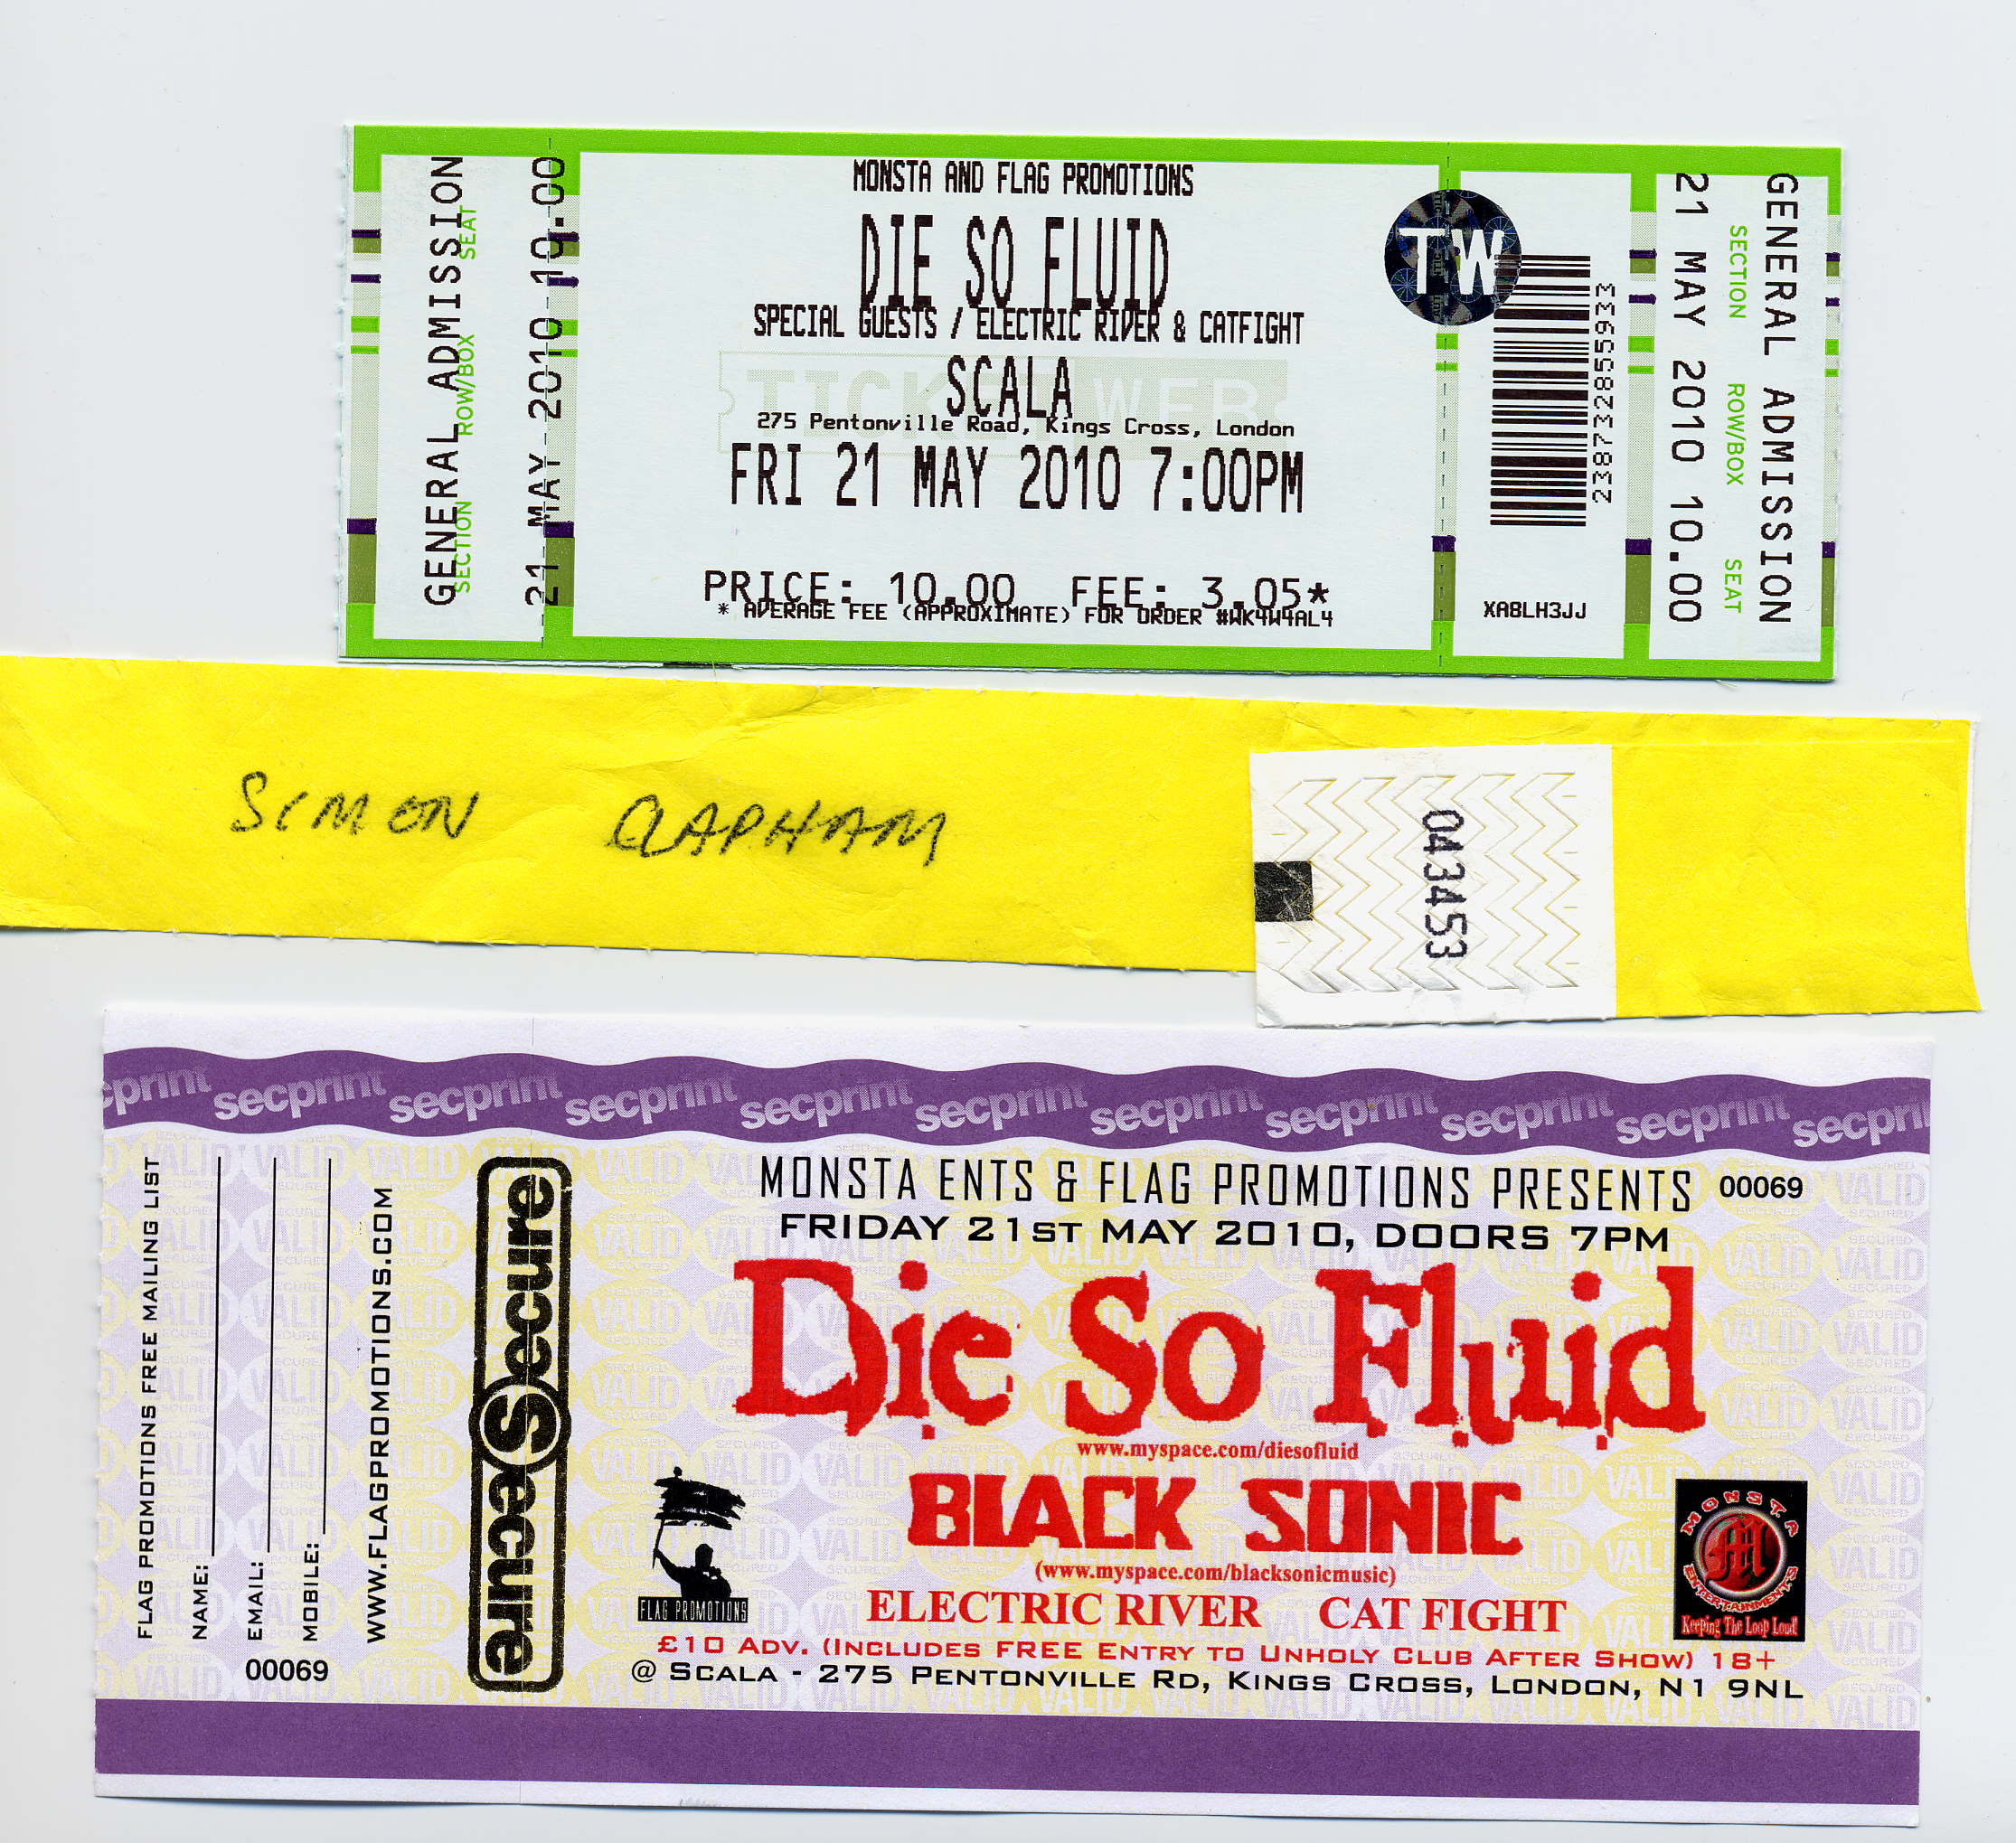 GENERAL ADMISSION
SECTION ROW/BOX SEAT
21 MAY 2010 10.00
MONSTA AND FLAG PROMOTIONS
DIE SO FLUID
SPECIAL GUESTS / ELECTRIC RIVER & CATFIGHT
TICKETWEB
SCALA
275 Pentonville Road, Kings Cross, London
FRI 21 MAY 2010 7:00PM
PRICE: 10.00 FEE: 3.05*
* AVERAGE FEE (APPROXIMATE) FOR ORDER #WK4W4AL4
TW
238732855933
XA8LH3JJ
21 MAY 2010 10.00
SECTION ROW/BOX SEAT
GENERAL ADMISSION
SIMON CLAPHAM
043453
cprint secprint secprint secprint secprint secprint secprint secprint secprint secprint secpri
FLAG PROMOTIONS FREE MAILING LIST
NAME:
EMAIL:
MOBILE:
WWW.FLAGPROMOTIONS.COM
00069
SecureSecure
MONSTA ENTS & FLAG PROMOTIONS PRESENTS 00069
FRIDAY 21ST MAY 2010, DOORS 7PM
Die So Fluid
www.myspace.com/diesofluid
BLACK SONIC
(www.myspace.com/blacksonicmusic)
ELECTRIC RIVER CAT FIGHT
FLAG PROMOTIONS
MONSTA
M
ENTERTAINMENTS
Keeping The Loop Loud!
£10 ADV. (INCLUDES FREE ENTRY TO UNHOLY CLUB AFTER SHOW) 18+
@ SCALA - 275 PENTONVILLE RD, KINGS CROSS, LONDON, N1 9NL